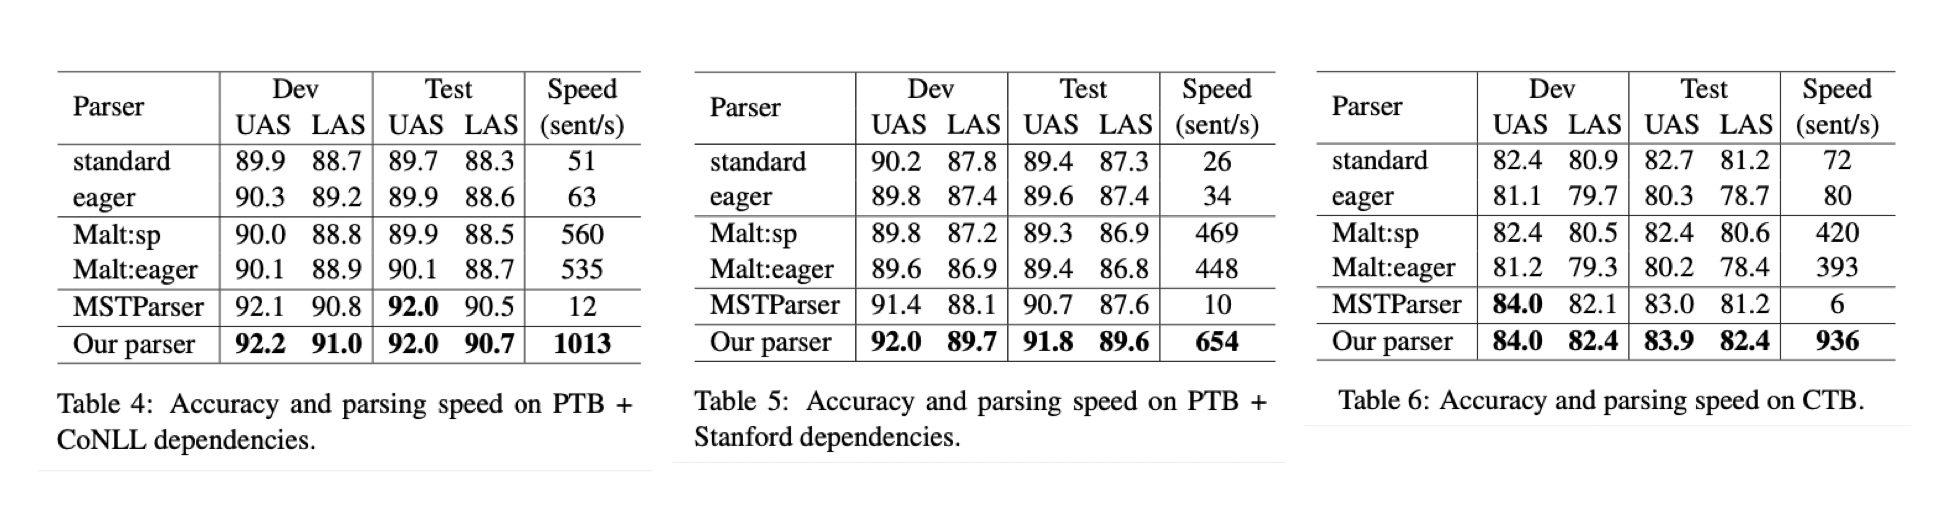 Parser Dev Test Speed
UAS LAS UAS LAS (sent/s)
standard 89.9 88.7 89.7 88.3 51
eager 90.3 89.2 89.9 88.6 63
Malt:sp 90.0 88.8 89.9 88.5 560
Malt:eager 90.1 88.9 90.1 88.7 535
MSTParser 92.1 90.8 92.0 90.5 12
Our parser 92.2 91.0 92.0 90.7 1013
Table 4: Accuracy and parsing speed on PTB +
CoNLL dependencies.
Parser Dev Test Speed
UAS LAS UAS LAS (sent/s)
standard 90.2 87.8 89.4 87.3 26
eager 89.8 87.4 89.6 87.4 34
Malt:sp 89.8 87.2 89.3 86.9 469
Malt:eager 89.6 86.9 89.4 86.8 448
MSTParser 91.4 88.1 90.7 87.6 10
Our parser 92.0 89.7 91.8 89.6 654
Table 5: Accuracy and parsing speed on PTB +
Stanford dependencies.
Parser Dev Test Speed
UAS LAS UAS LAS (sent/s)
standard 82.4 80.9 82.7 81.2 72
eager 81.1 79.7 80.3 78.7 80
Malt:sp 82.4 80.5 82.4 80.6 420
Malt:eager 81.2 79.3 80.2 78.4 393
MSTParser 84.0 82.1 83.0 81.2 6
Our parser 84.0 82.4 83.9 82.4 936
Table 6: Accuracy and parsing speed on CTB.